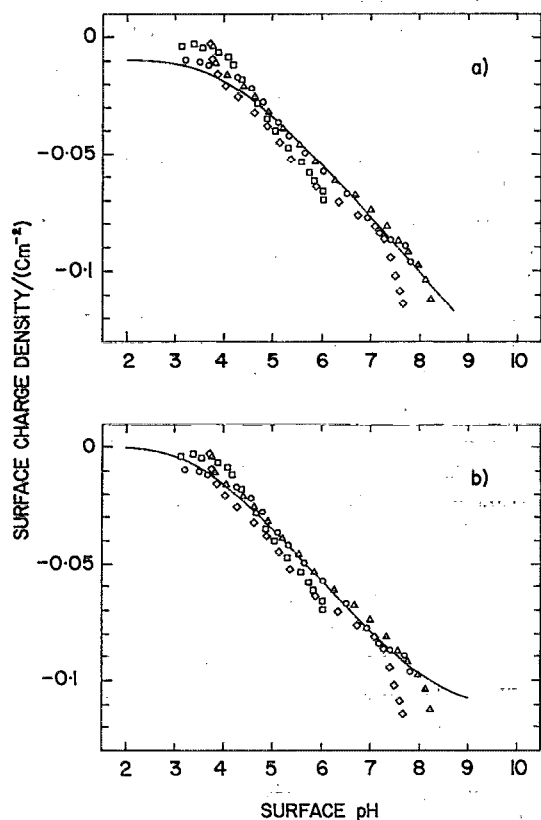 a)
0
-0.05
-0.1
2 3 4 5 6 7 8 9 10
SURFACE CHARGE DENSITY/(Cm⁻²)
b)
0
-0.05
-0.1
2 3 4 5 6 7 8 9 10
SURFACE pH